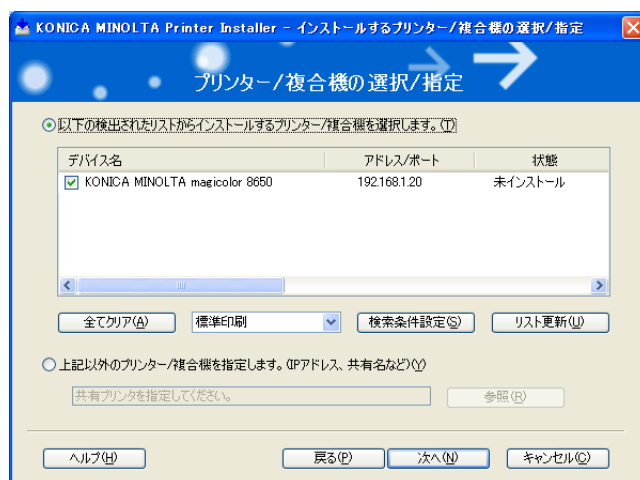 KONICA MINOLTA Printer Installer - インストールするプリンター/複合機の選択/指定
プリンター/複合機の選択/指定
以下の検出されたリストからインストールするプリンター/複合機を選択します。(T)
デバイス名 アドレス/ポート 状態
KONICA MINOLTA magicolor 8650 192.168.1.20 未インストール
全てクリア(A) 標準印刷 検索条件設定(S) リスト更新(U)
上記以外のプリンター/複合機を指定します。(IPアドレス、共有名など)(Y)
共有プリンタを指定してください。 参照(R)
ヘルプ(H) 戻る(P) 次へ(N) キャンセル(C)